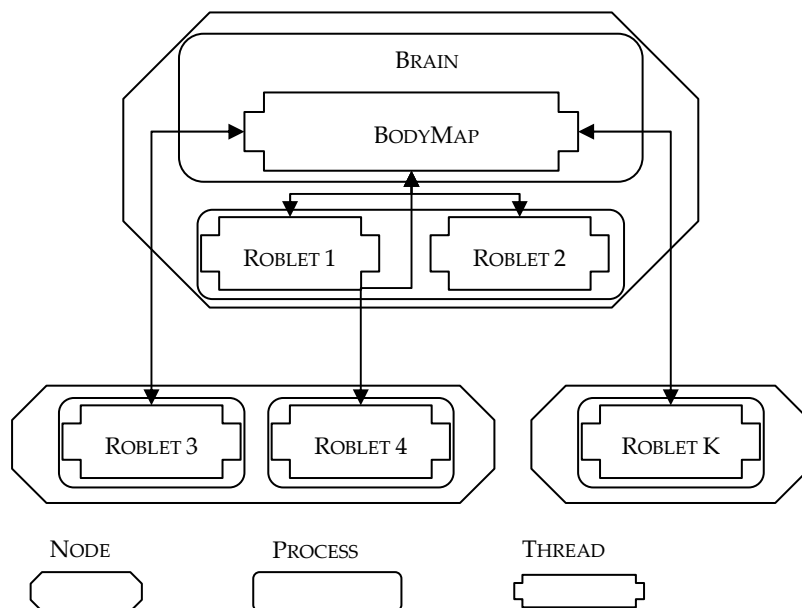 BRAIN
BODYMAP
ROBLET 1
ROBLET 2
ROBLET 3
ROBLET 4
ROBLET K
NODE
PROCESS
THREAD